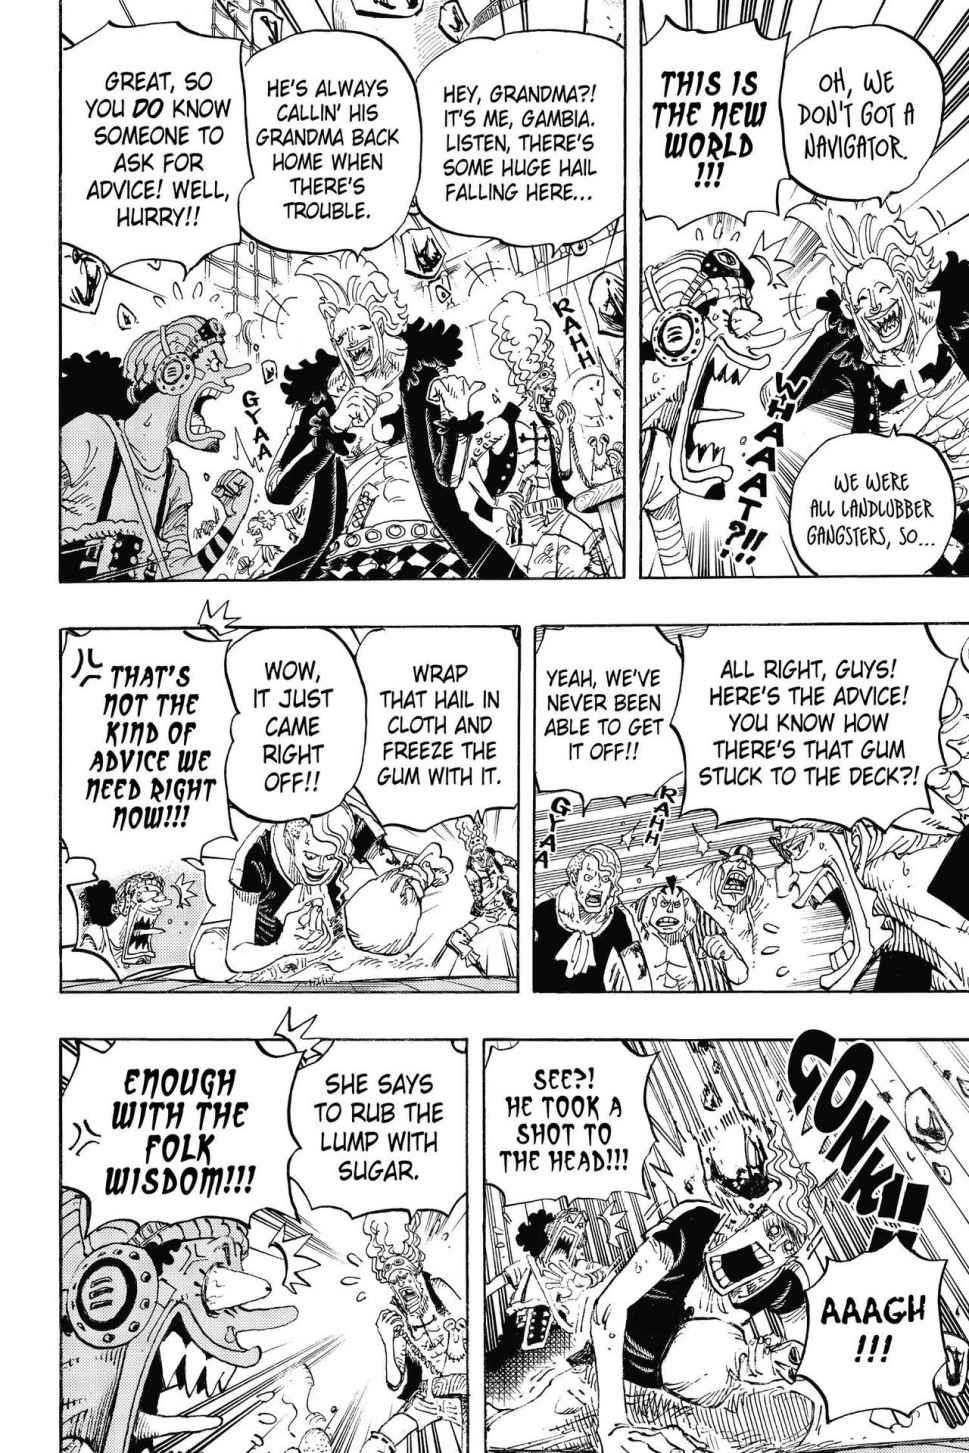 OH, WE
DON'T GOT A
NAVIGATOR.
THIS IS
THE NEW
WORLD
!!!
WHAAAT?!!
WE WERE
ALL LANDLUBBER
GANGSTERS, SO...
HEY, GRANDMA?!
IT'S ME, GAMBIA.
LISTEN, THERE'S
SOME HUGE HAIL
FALLING HERE...
RAHH
HE'S ALWAYS
CALLIN' HIS
GRANDMA BACK
HOME WHEN
THERE'S
TROUBLE.
GYAA
GREAT, SO
YOU DO KNOW
SOMEONE TO
ASK FOR
ADVICE! WELL,
HURRY!!
ALL RIGHT, GUYS!
HERE'S THE ADVICE!
YOU KNOW HOW
THERE'S THAT GUM
STUCK TO THE DECK?!
YEAH, WE'VE
NEVER BEEN
ABLE TO GET
IT OFF!!
RAHH
GYAA
WRAP
THAT HAIL IN
CLOTH AND
FREEZE THE
GUM WITH IT.
WOW,
IT JUST
CAME
RIGHT
OFF!!
THAT'S
NOT THE
KIND OF
ADVICE WE
NEED RIGHT
NOW!!!
GONK!!
AAAGH
!!!
SEE?!
HE TOOK A
SHOT TO
THE HEAD!!!
SHE SAYS
TO RUB THE
LUMP WITH
SUGAR.
ENOUGH
WITH THE
FOLK
WISDOM!!!